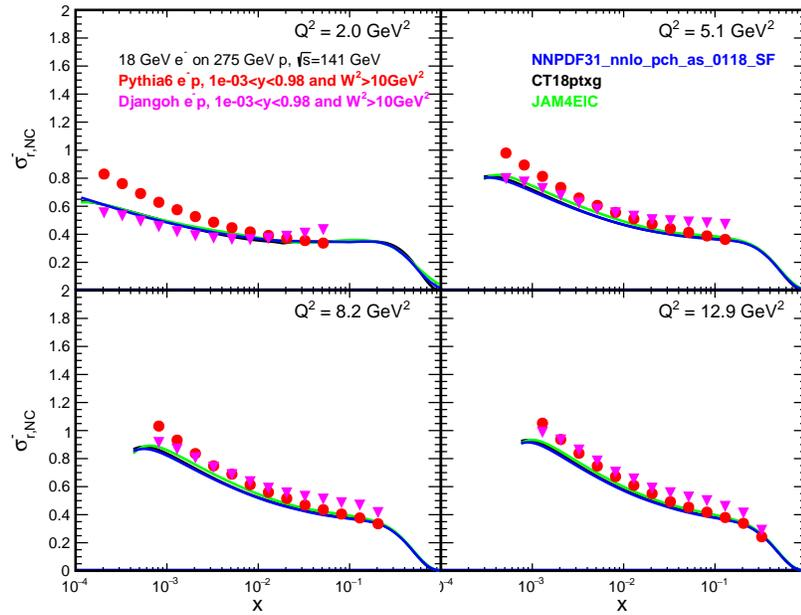 Q² = 2.0 GeV²
18 GeV e⁻ on 275 GeV p, √s=141 GeV
Pythia6 e⁻p, 1e-03<y<0.98 and W²>10GeV²
Djangoh e⁻p, 1e-03<y<0.98 and W²>10GeV²
σ⁻r,NC
2
1.8
1.6
1.4
1.2
1
0.8
0.6
0.4
0.2
Q² = 5.1 GeV²
NNPDF31_nnlo_pch_as_0118_SF
CT18ptxg
JAM4EIC
Q² = 8.2 GeV²
σ⁻r,NC
2
1.8
1.6
1.4
1.2
1
0.8
0.6
0.4
0.2
0
10⁻⁴ 10⁻³ 10⁻² 10⁻¹
x
Q² = 12.9 GeV²
10⁻³ 10⁻² 10⁻¹
x